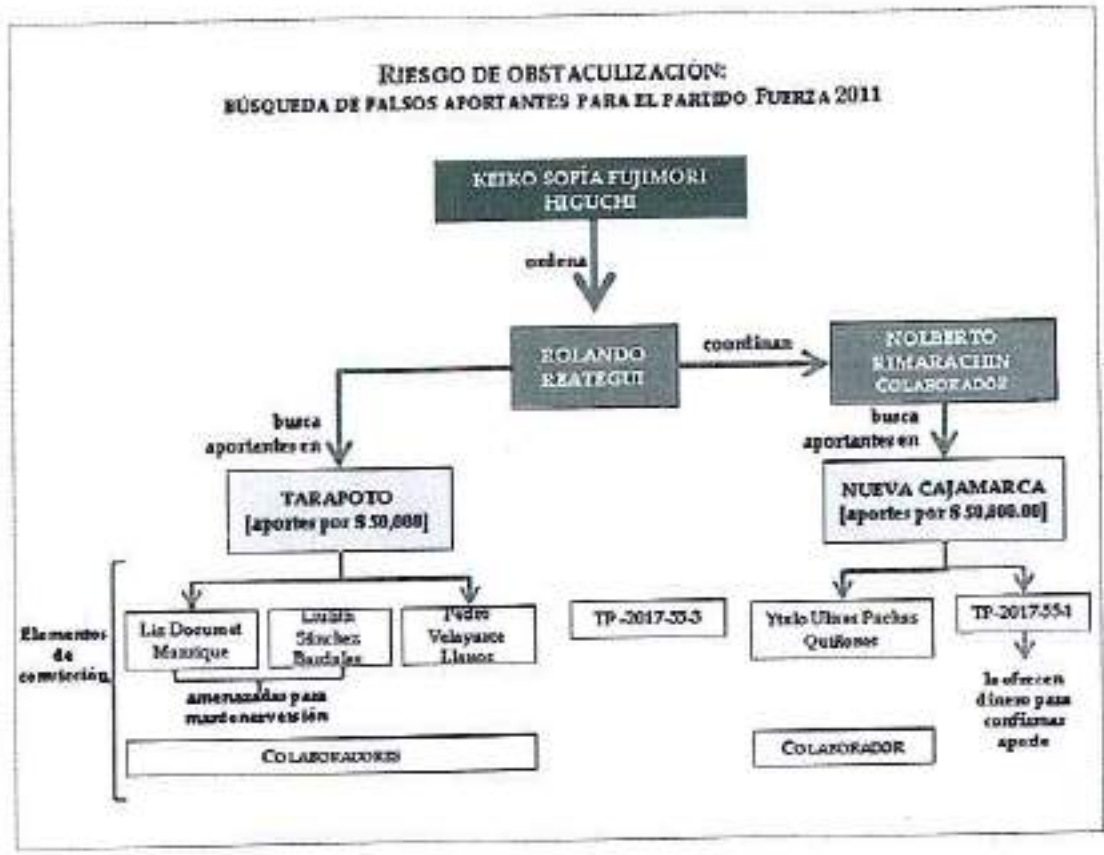 RIESGO DE OBSTACULIZACIÓN:
BÚSQUEDA DE FALSOS APORTANTES PARA EL PARTIDO FUERZA 2011
KEIKO SOFÍA FUJIMORI
HIGUCHI
ordena
ROLANDO
REATEGUI
coordinan
NOLBERTO
RIMARACHIN
COLABORADOR
busca
aportantes en
busca
aportantes en
TARAPOTO
[aportes por $ 50,000]
NUEVA CAJAMARCA
[aportes por $ 50,000.00]
Elementos
de
convicción
Liz Documet
Manrique
Sánchez
Bardales
Pedro
Velayarce
Llanos
TP-2017-55-3
Ytalo Ulises Pachas
Quiñones
TP-2017-55-1
amenazadas para
mantener versión
le ofrecen
dinero para
confirmar
aporte
COLABORADORES
COLABORADOR